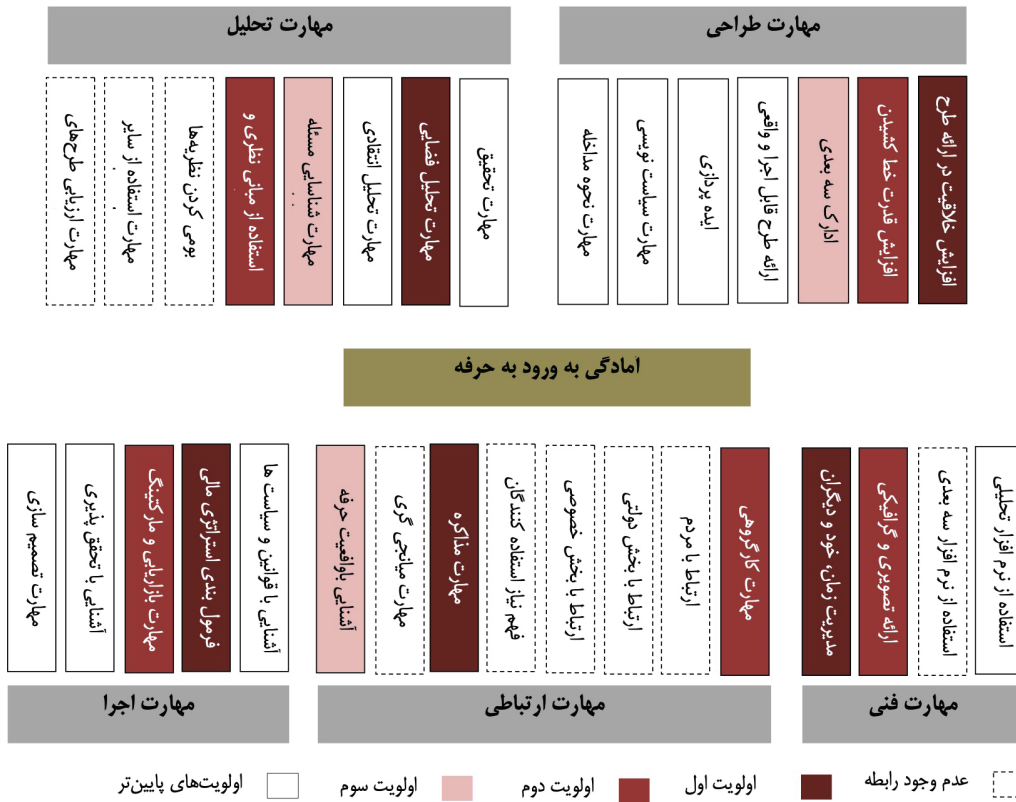 مهارت طراحی
مهارت تحلیل
افزایش خلاقیت در ارائه طرح
افزایش قدرت خط کشیدن
ادارک سه بعدی
ارائه طرح قابل اجرا و واقعی
ایده پردازی
مهارت سیاست نویسی
مهارت نحوه مداخله
مهارت تحقیق
مهارت تحلیل فضایی
مهارت تحلیل انتقادی
مهارت شناسایی مسئله
استفاده از مبانی نظری و
بومی کردن نظریه‌ها
مهارت استفاده از سایر
مهارت ارزیابی طرح‌های
امادگی به ورود به حرفه
استفاده از نرم افزار تحلیلی
استفاده از نرم افزار سه بعدی
ارائه تصویری و گرافیکی
مدیریت زمان، خود و دیگران
مهارت کارگروهی
ارتباط با مردم
ارتباط با بخش دولتی
ارتباط با بخش خصوصی
فهم نیاز استفاده کنندگان
مهارت مذاکره
مهارت میانجی گری
آشنایی باواقعیت حرفه
آشنایی با قوانین و سیاست ها
فرمول بندی استراتژی مالی
مهارت بازاریابی و مارکتینگ
آشنایی با تحقق پذیری
مهارت تصمیم سازی
مهارت فنی
مهارت ارتباطی
مهارت اجرا
عدم وجود رابطه
اولویت اول
اولویت دوم
اولویت سوم
اولویت‌های پایین‌تر